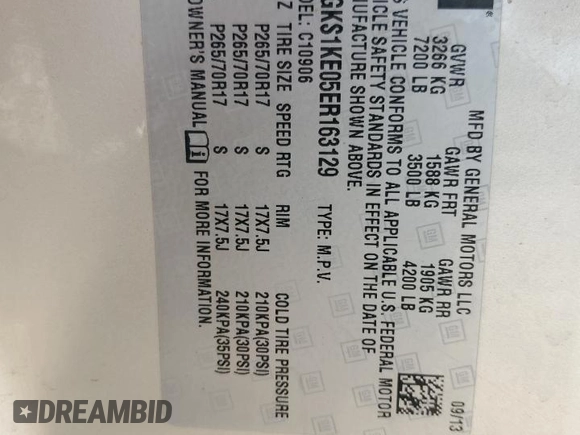 MFD BY GENERAL MOTORS LLC
GVWR GAWR FRT GAWR RR
3266 KG 1588 KG 1906 KG
7200 LB 3500 LB 4200 LB
09/13
VEHICLE CONFORMS TO ALL APPLICABLE U.S. FEDERAL MOTOR
SAFETY STANDARDS IN EFFECT ON THE DATE OF
SHOWN ABOVE.
GKS1KE05ER163129 TYPE: M.P.V.
C10906
TIRE SIZE SPEED RTG RIM COLD TIRE PRESSURE
P265/70R17 S 17X7.5J 210KPA(30PSI)
P265/70R17 S 17X7.5J 210KPA(30PSI)
P265/70R17 S 17X7.5J 240KPA(35PSI)
OWNER'S MANUAL i FOR MORE INFORMATION.
GM
DREAMBID